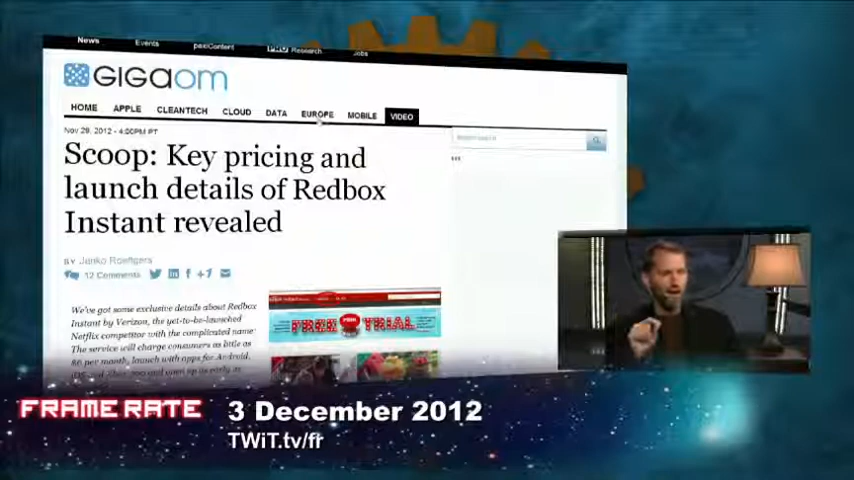 News Events paidContent PRO Research Jobs
GIGAOM
HOME APPLE CLEANTECH CLOUD DATA EUROPE MOBILE VIDEO
Nov 29, 2012 - 4:00PM PT
Scoop: Key pricing and
launch details of Redbox
Instant revealed
BY Janko Roettgers
12 Comments +1
FREE TRIAL
We've got some exclusive details about Redbox
Instant by Verizon, the yet-to-be-launched
Netflix competitor with the complicated name
The service will charge consumers as little as
$6 per month, launch with apps for Android,
FRAME RATE
3 December 2012
TWiT.tv/fr